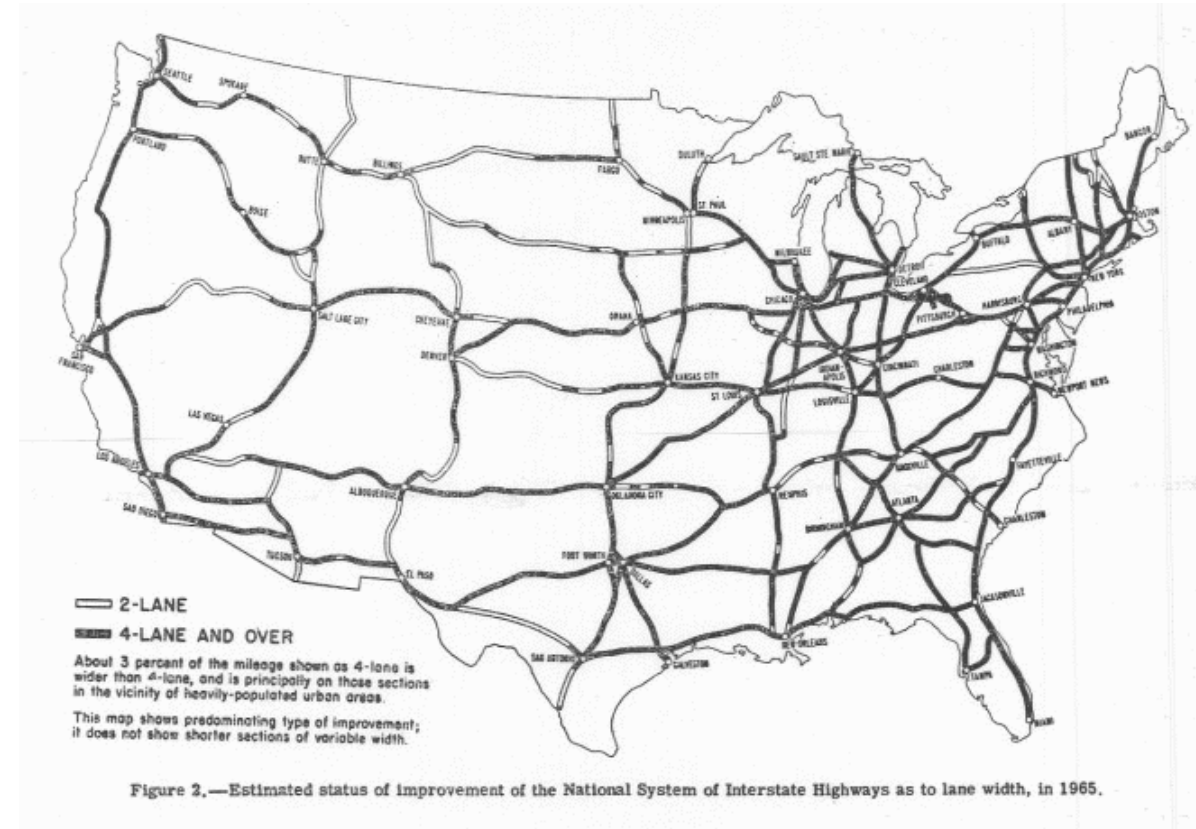 SEATTLE
SPOKANE
PORTLAND
BUTTE
BILLINGS
FARGO
DULUTH
SAULT STE. MARIE
BANGOR
BOISE
ST. PAUL
MINNEAPOLIS
BUFFALO
ALBANY
BOSTON
MILWAUKEE
DETROIT
CLEVELAND
NEW YORK
SALT LAKE CITY
CHEYENNE
OMAHA
CHICAGO
PITTSBURGH
HARRISBURG
PHILADELPHIA
SAN
FRANCISCO
DENVER
KANSAS CITY
INDIAN-
APOLIS
CINCINNATI
CHARLESTON
WASHINGTON
RICHMOND
NEWPORT NEWS
ST LOUIS
LOUISVILLE
LAS VEGAS
LOS ANGELES
ALBUQUERQUE
OKLAHOMA CITY
MEMPHIS
FAYETTEVILLE
ATLANTA
CHARLESTON
SAN DIEGO
BIRMINGHAM
TUCSON
FORT WORTH
DALLAS
EL PASO
JACKSONVILLE
SAN ANTONIO
GALVESTON
NEW ORLEANS
TAMPA
MIAMI
2-LANE
4-LANE AND OVER
About 3 percent of the mileage shown as 4-lane is
wider than 4-lane, and is principally on those sections
in the vicinity of heavily-populated urban areas.
This map shows predominating type of improvement;
it does not show shorter sections of variable width.
Figure 2.—Estimated status of improvement of the National System of Interstate Highways as to lane width, in 1965.